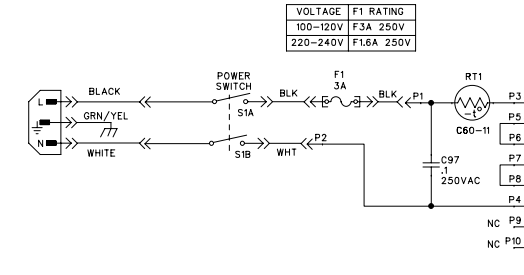 VOLTAGE F1 RATING
100-120V F3A 250V
220-240V F1.6A 250V
POWER
SWITCH
F1
3A
RT1
L
BLACK
S1A
BLK
BLK
P1
P3
GRN/YEL
-t°
C60-11
P5
P6
N
WHITE
S1B
WHT
P2
C97
.1
250VAC
P7
P8
P4
NC P9
NC P10